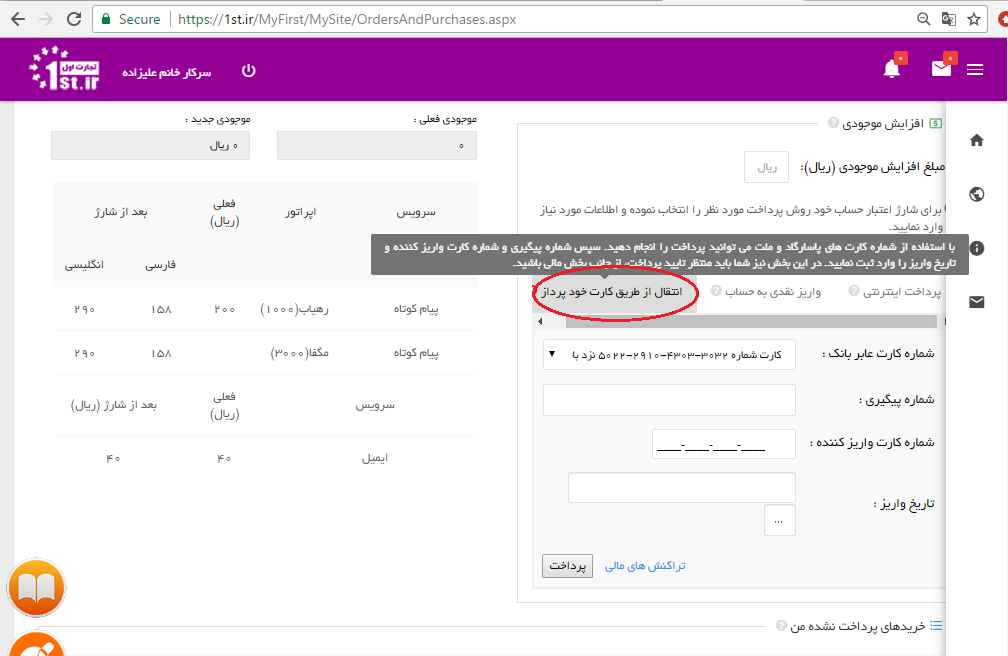 Secure
https://1st.ir/MyFirst/MySite/OrdersAndPurchases.aspx
تجارت اول
1st.ir
سرکار خانم علیزاده
۰
۰
افزایش موجودی
مبلغ افزایش موجودی (ریال):
ریال
برای شارژ اعتبار حساب خود روش پرداخت مورد نظر را انتخاب نموده و اطلاعات مورد نیاز
وارد نمایید.
با استفاده از شماره کارت های پاسارگاد و ملت می توانید پرداخت را انجام دهید. سپس شماره پیگیری و شماره کارت واریز کننده و
تاریخ واریز را وارد ثبت نمایید. در این بخش نیز شما باید منتظر تایید پرداخت، از جانب بخش مالی باشید.
پرداخت اینترنتی
واریز نقدی به حساب
انتقال از طریق کارت خود پرداز
شماره کارت عابر بانک :
کارت شماره ۳۰۳۲-۴۳۰۳-۲۹۱۰-۵۰۲۲ نزد با
شماره پیگیری :
شماره کارت واریز کننده :
____-____-____-____
تاریخ واریز :
...
تراکنش های مالی
پرداخت
خریدهای پرداخت نشده من
موجودی فعلی :
موجودی جدید :
۰
۰ ریال
سرویس
اپراتور
فعلی
(ریال)
بعد از شارژ
فارسی
انگلیسی
پیام کوتاه
رهیاب(۱۰۰۰)
۲۰۰
۱۵۸
۲۹۰
پیام کوتاه
مگفا(۳۰۰۰)
۱۵۸
۲۹۰
سرویس
فعلی
(ریال)
بعد از شارژ (ریال)
ایمیل
۴۰
۴۰